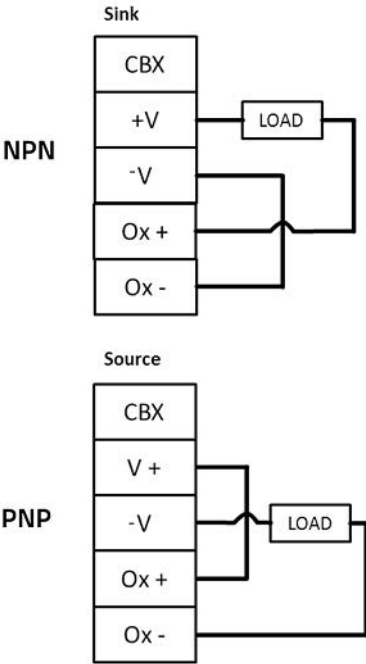 Sink
CBX
+V
LOAD
NPN
-V
Ox +
Ox -
Source
CBX
V +
PNP
-V
LOAD
Ox +
Ox -